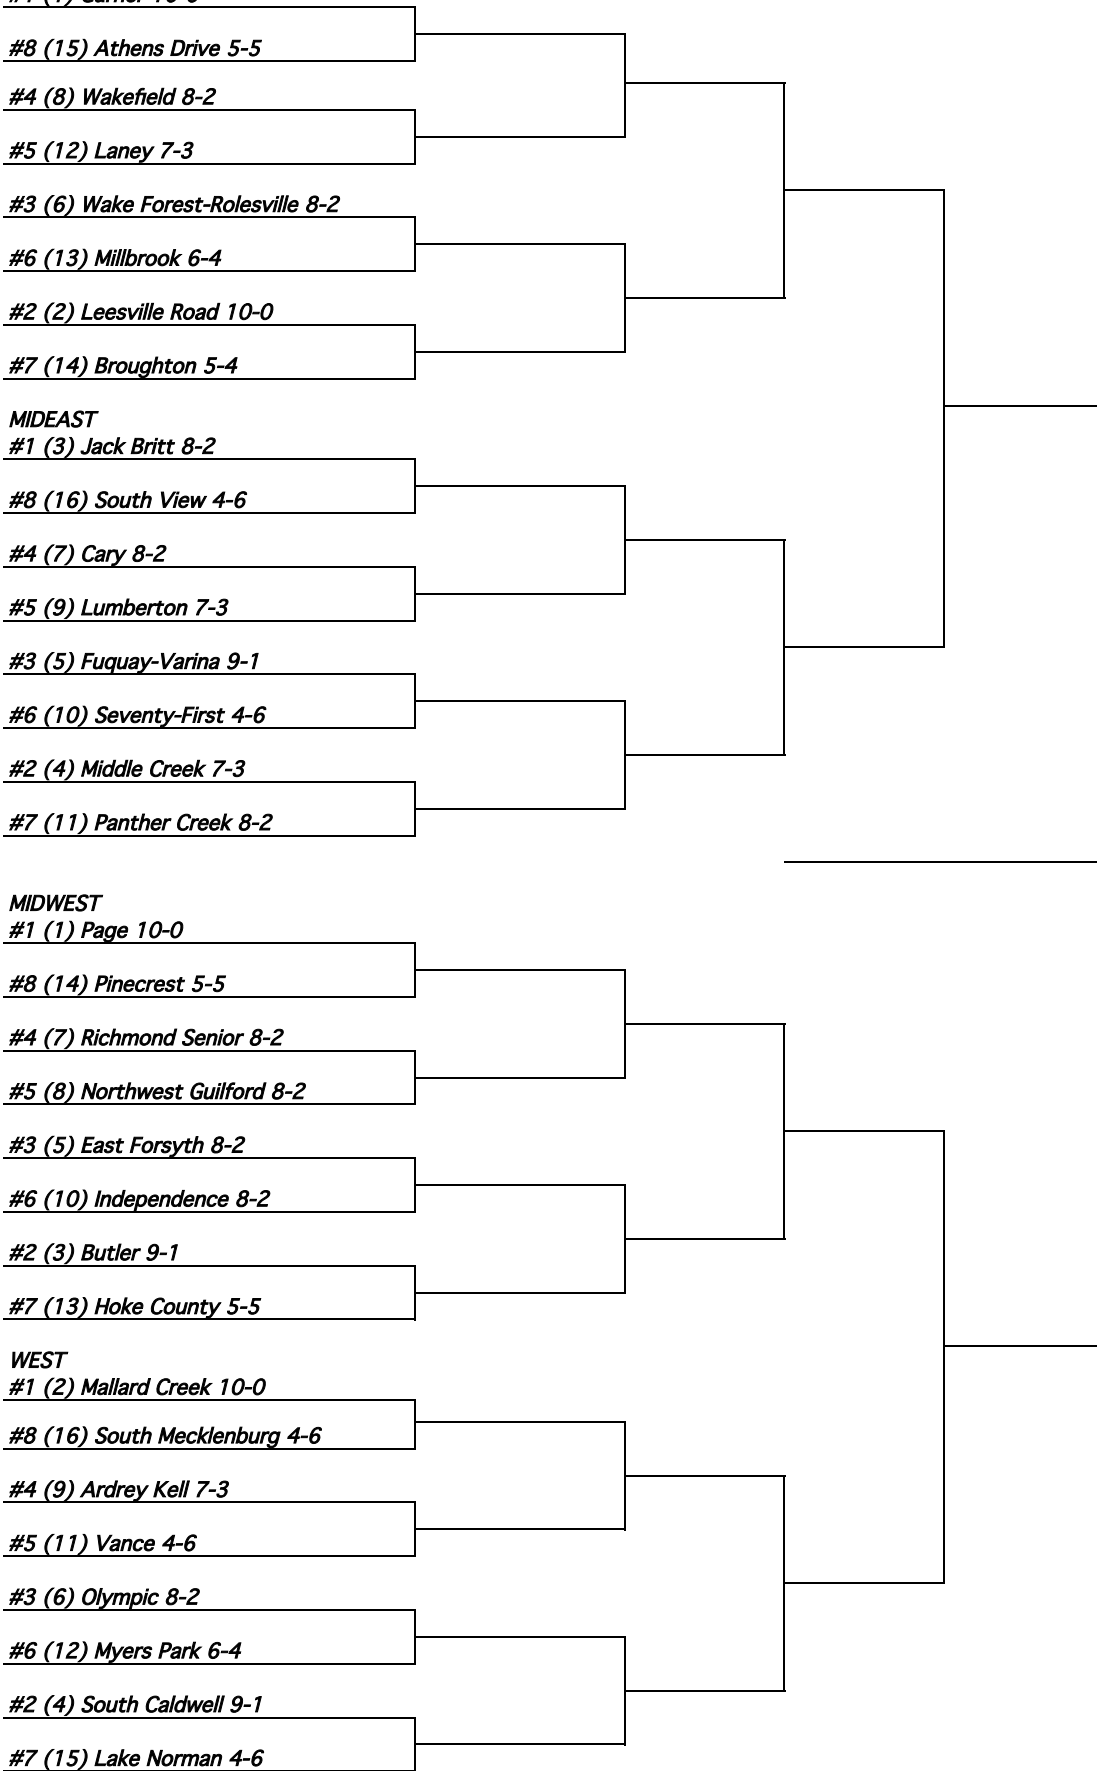 #8 (15) Athens Drive 5-5
#4 (8) Wakefield 8-2
#5 (12) Laney 7-3
#3 (6) Wake Forest-Rolesville 8-2
#6 (13) Millbrook 6-4
#2 (2) Leesville Road 10-0
#7 (14) Broughton 5-4
MIDEAST
#1 (3) Jack Britt 8-2
#8 (16) South View 4-6
#4 (7) Cary 8-2
#5 (9) Lumberton 7-3
#3 (5) Fuquay-Varina 9-1
#6 (10) Seventy-First 4-6
#2 (4) Middle Creek 7-3
#7 (11) Panther Creek 8-2
MIDWEST
#1 (1) Page 10-0
#8 (14) Pinecrest 5-5
#4 (7) Richmond Senior 8-2
#5 (8) Northwest Guilford 8-2
#3 (5) East Forsyth 8-2
#6 (10) Independence 8-2
#2 (3) Butler 9-1
#7 (13) Hoke County 5-5
WEST
#1 (2) Mallard Creek 10-0
#8 (16) South Mecklenburg 4-6
#4 (9) Ardrey Kell 7-3
#5 (11) Vance 4-6
#3 (6) Olympic 8-2
#6 (12) Myers Park 6-4
#2 (4) South Caldwell 9-1
#7 (15) Lake Norman 4-6